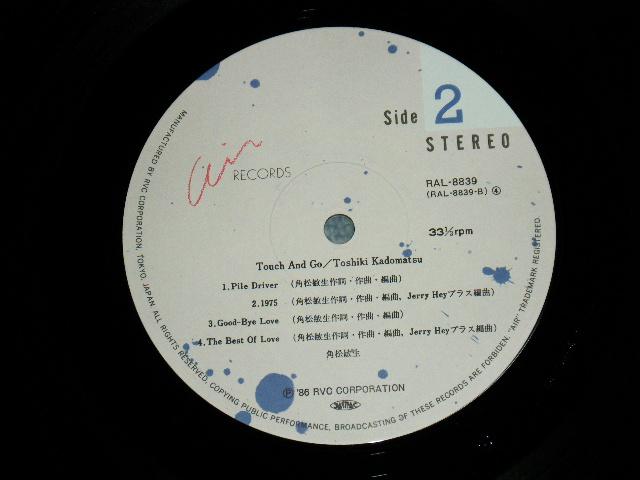 Side 2
STEREO
Air RECORDS
RAL-8839
(RAL-8839-B) ④
33⅓rpm
Touch And Go/Toshiki Kadomatsu
1.Pile Driver (角松敏生作詞・作曲・編曲)
2.1975 (角松敏生作詞・作曲・編曲, Jerry Heyブラス編曲)
3.Good-Bye Love (角松敏生作詞・作曲・編曲)
4.The Best Of Love (角松敏生作詞・作曲・編曲, Jerry Heyブラス編曲)
角松敏生
Ⓟ '86 RVC CORPORATION
MANUFACTURED BY RVC CORPORATION, TOKYO, JAPAN ALL RIGHTS RESERVED, COPYING PUBLIC PERFORMANCE, BROADCASTING OF THESE RECORDS ARE FORBIDDEN. "AIR" TRADEMARK REGISTERED.